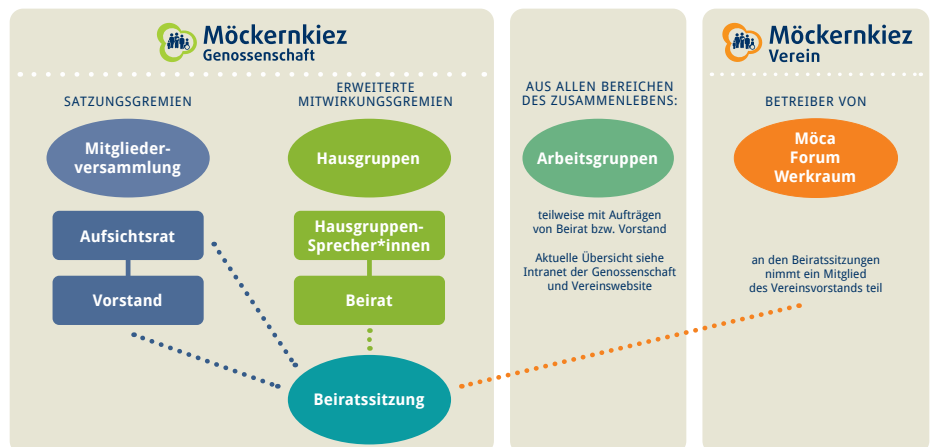 Möckernkiez
Genossenschaft
SATZUNGSGREMIEN
Mitglieder-
versammlung
Aufsichtsrat
Vorstand
ERWEITERTE
MITWIRKUNGSGREMIEN
Hausgruppen
Hausgruppen-
Sprecher*innen
Beirat
Beiratssitzung
AUS ALLEN BEREICHEN
DES ZUSAMMENLEBENS:
Arbeitsgruppen
teilweise mit Aufträgen
von Beirat bzw. Vorstand
Aktuelle Übersicht siehe
Intranet der Genossenschaft
und Vereinswebsite
Möckernkiez
Verein
BETREIBER VON
Möca
Forum
Werkraum
an den Beiratssitzungen
nimmt ein Mitglied
des Vereinsvorstands teil